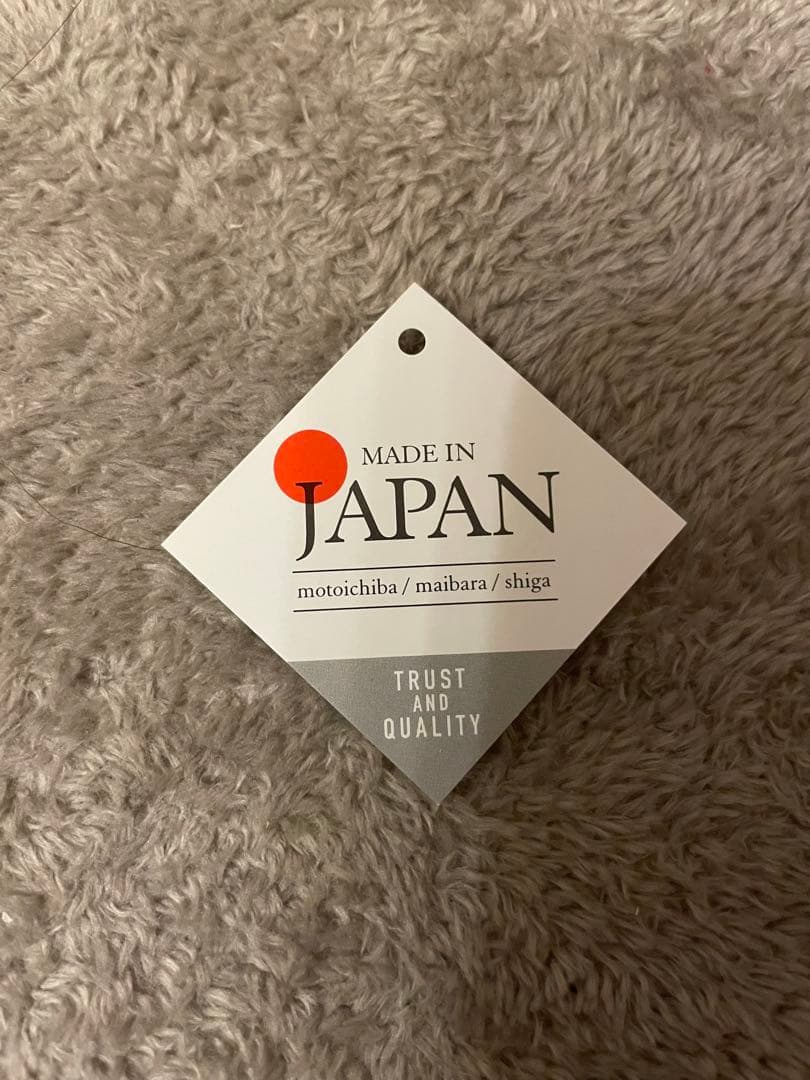 MADE IN
JAPAN
motoichiba / maibara / shiga
TRUST
AND
QUALITY